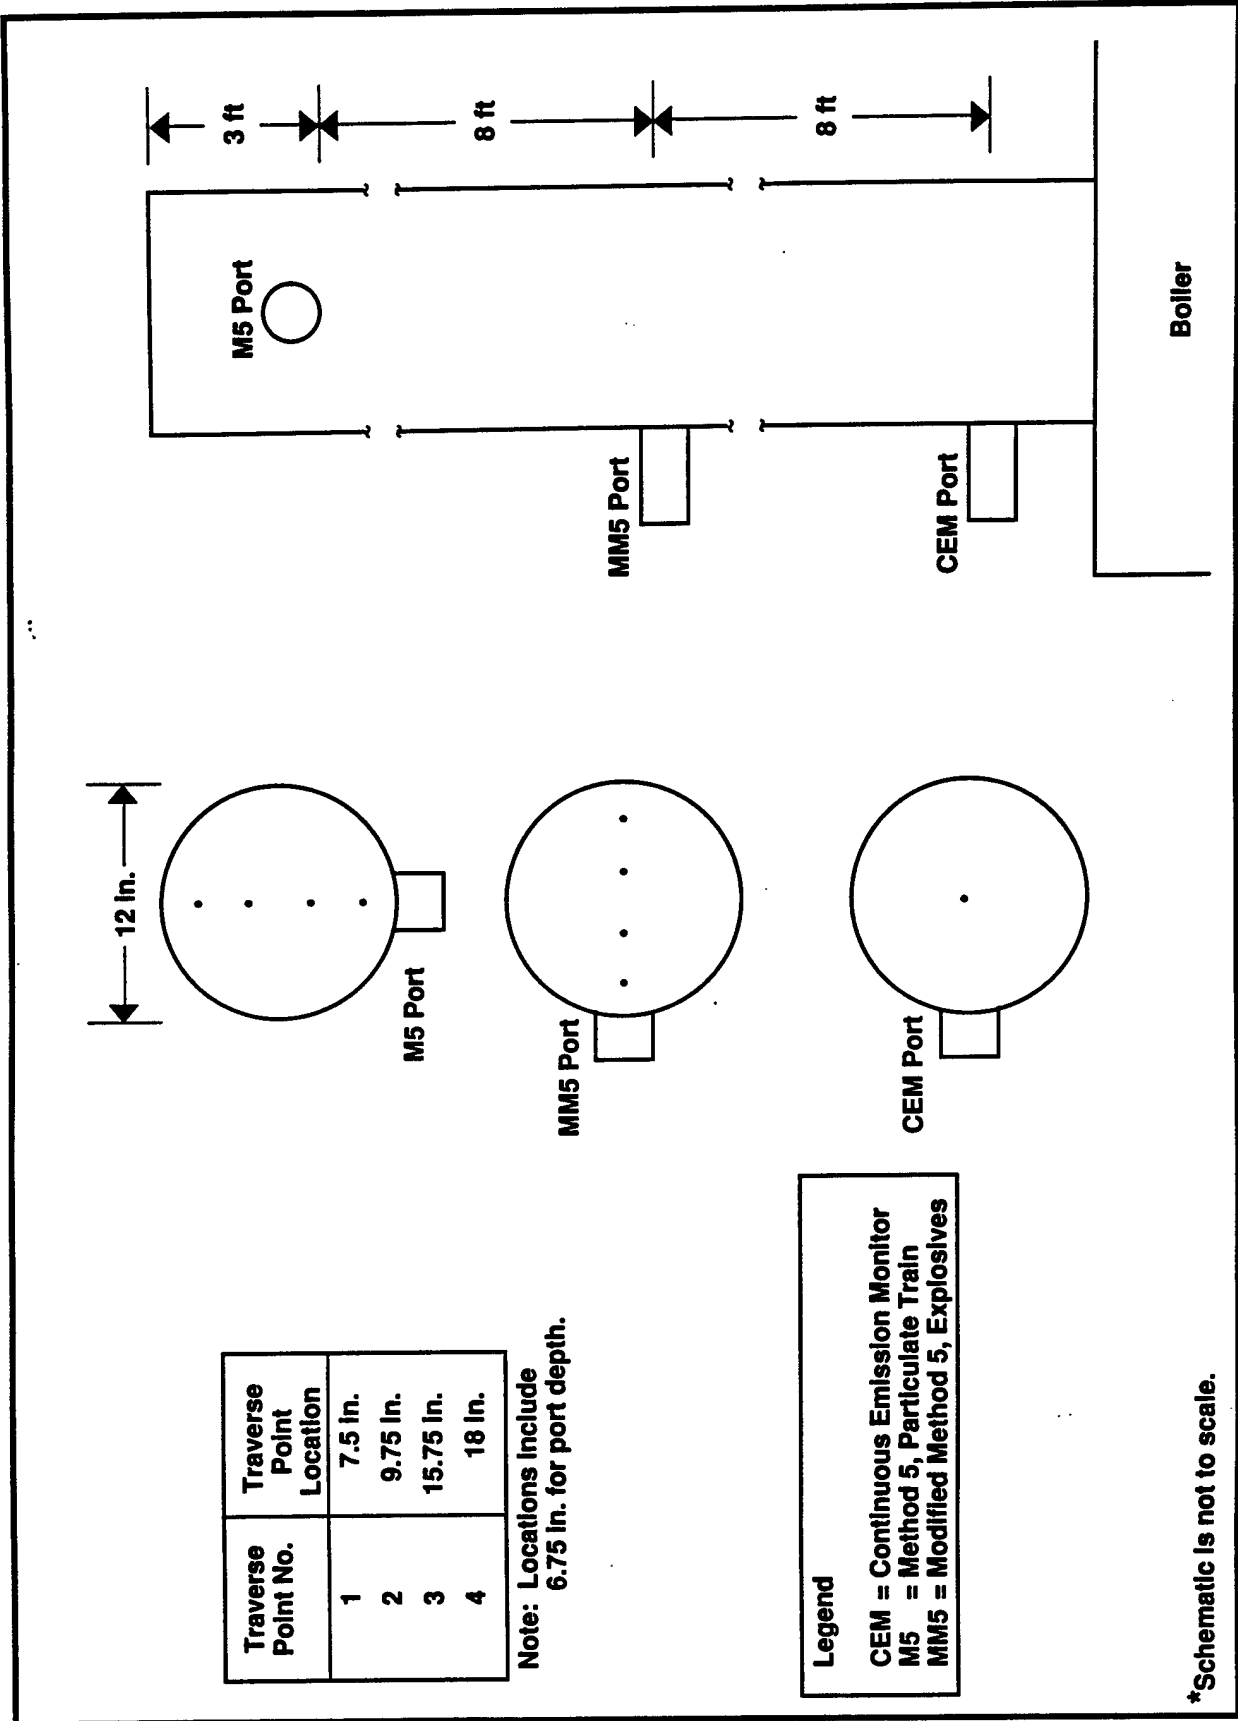 12 in.
M5 Port
MM5 Port
CEM Port
M5 Port
3 ft
8 ft
8 ft
MM5 Port
CEM Port
Boiler
Traverse Point No. Traverse Point Location
1 7.5 in.
2 9.75 in.
3 15.75 in.
4 18 in.
Note: Locations include
6.75 in. for port depth.
Legend
CEM = Continuous Emission Monitor
M5 = Method 5, Particulate Train
MM5 = Modified Method 5, Explosives
*Schematic is not to scale.